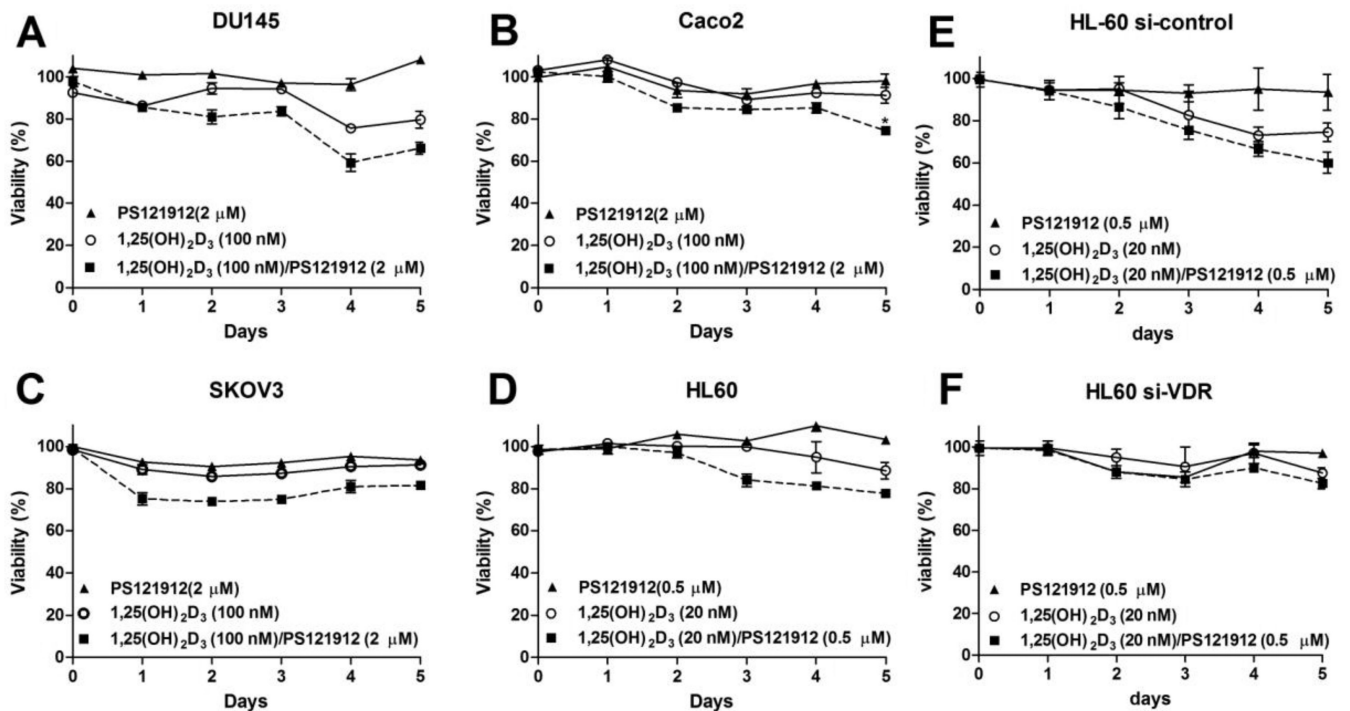 A
DU145
Viability (%)
100
80
60
40
20
0
PS121912(2 μM)
1,25(OH)₂D₃ (100 nM)
1,25(OH)₂D₃ (100 nM)/PS121912 (2 μM)
0 1 2 3 4 5
Days
B
Caco2
Viability (%)
100
80
60
40
20
0
*
PS121912(2 μM)
1,25(OH)₂D₃ (100 nM)
1,25(OH)₂D₃ (100 nM)/PS121912 (2 μM)
0 1 2 3 4 5
Days
E
HL-60 si-control
viability (%)
100
80
60
40
20
0
PS121912 (0.5 μM)
1,25(OH)₂D₃ (20 nM)
1,25(OH)₂D₃ (20 nM)/PS121912 (0.5 μM)
0 1 2 3 4 5
days
C
SKOV3
Viability (%)
100
80
60
40
20
0
PS121912(2 μM)
1,25(OH)₂D₃ (100 nM)
1,25(OH)₂D₃ (100 nM)/PS121912 (2 μM)
0 1 2 3 4 5
Days
D
HL60
Viability (%)
100
80
60
40
20
0
PS121912(0.5 μM)
1,25(OH)₂D₃ (20 nM)
1,25(OH)₂D₃ (20 nM)/PS121912 (0.5 μM)
0 1 2 3 4 5
Days
F
HL60 si-VDR
viability (%)
100
80
60
40
20
0
PS121912 (0.5 μM)
1,25(OH)₂D₃ (20 nM)
1,25(OH)₂D₃ (20 nM)/PS121912 (0.5 μM)
0 1 2 3 4 5
days